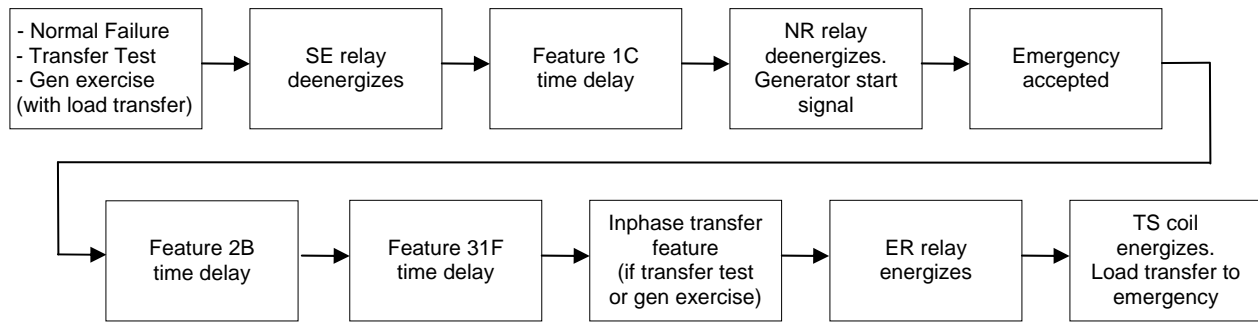 - Normal Failure
- Transfer Test
- Gen exercise
(with load transfer)
SE relay
deenergizes
Feature 1C
time delay
NR relay
deenergizes.
Generator start
signal
Emergency
accepted
Feature 2B
time delay
Feature 31F
time delay
Inphase transfer
feature
(if transfer test
or gen exercise)
ER relay
energizes
TS coil
energizes.
Load transfer to
emergency